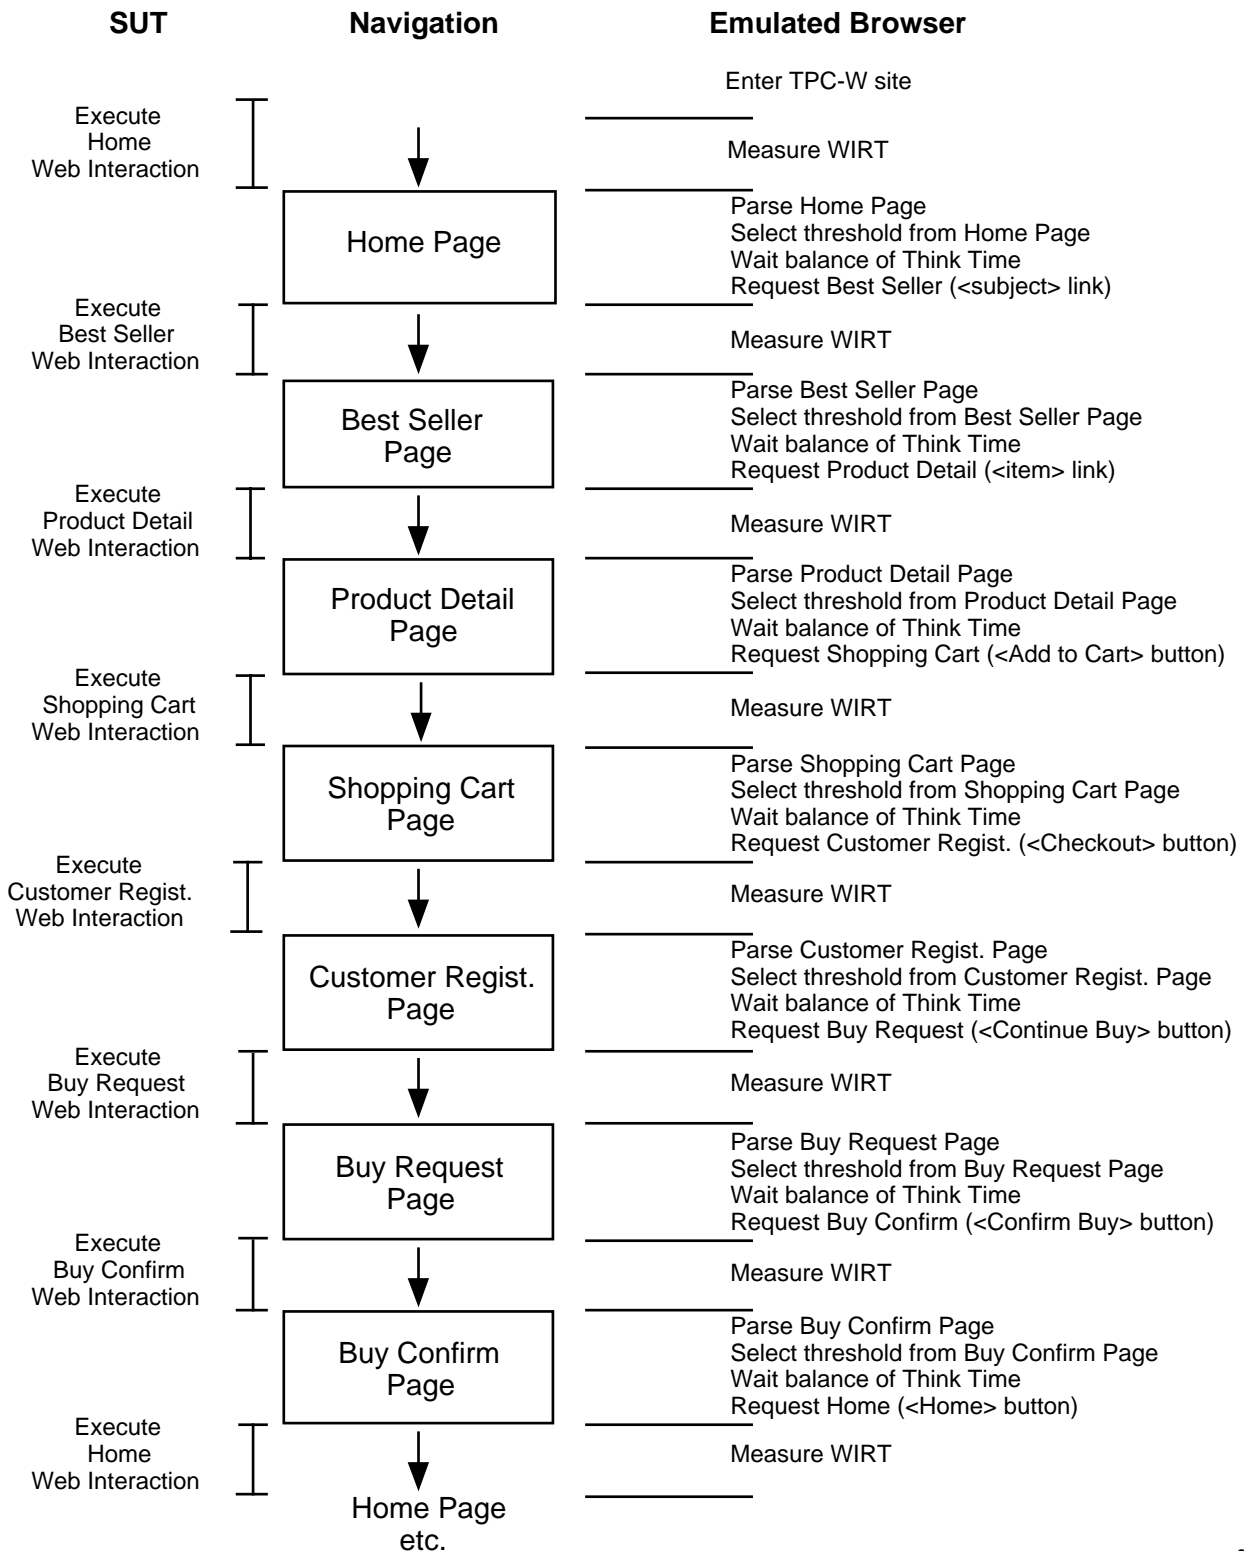 SUT Navigation Emulated Browser
Enter TPC-W site
Execute
Home
Web Interaction
Measure WIRT
Home Page
Parse Home Page
Select threshold from Home Page
Wait balance of Think Time
Request Best Seller (<subject> link)
Execute
Best Seller
Web Interaction
Measure WIRT
Best Seller
Page
Parse Best Seller Page
Select threshold from Best Seller Page
Wait balance of Think Time
Request Product Detail (<item> link)
Execute
Product Detail
Web Interaction
Measure WIRT
Product Detail
Page
Parse Product Detail Page
Select threshold from Product Detail Page
Wait balance of Think Time
Request Shopping Cart (<Add to Cart> button)
Execute
Shopping Cart
Web Interaction
Measure WIRT
Shopping Cart
Page
Parse Shopping Cart Page
Select threshold from Shopping Cart Page
Wait balance of Think Time
Request Customer Regist. (<Checkout> button)
Execute
Customer Regist.
Web Interaction
Measure WIRT
Customer Regist.
Page
Parse Customer Regist. Page
Select threshold from Customer Regist. Page
Wait balance of Think Time
Request Buy Request (<Continue Buy> button)
Execute
Buy Request
Web Interaction
Measure WIRT
Buy Request
Page
Parse Buy Request Page
Select threshold from Buy Request Page
Wait balance of Think Time
Request Buy Confirm (<Confirm Buy> button)
Execute
Buy Confirm
Web Interaction
Measure WIRT
Buy Confirm
Page
Parse Buy Confirm Page
Select threshold from Buy Confirm Page
Wait balance of Think Time
Request Home (<Home> button)
Execute
Home
Web Interaction
Measure WIRT
Home Page
etc.